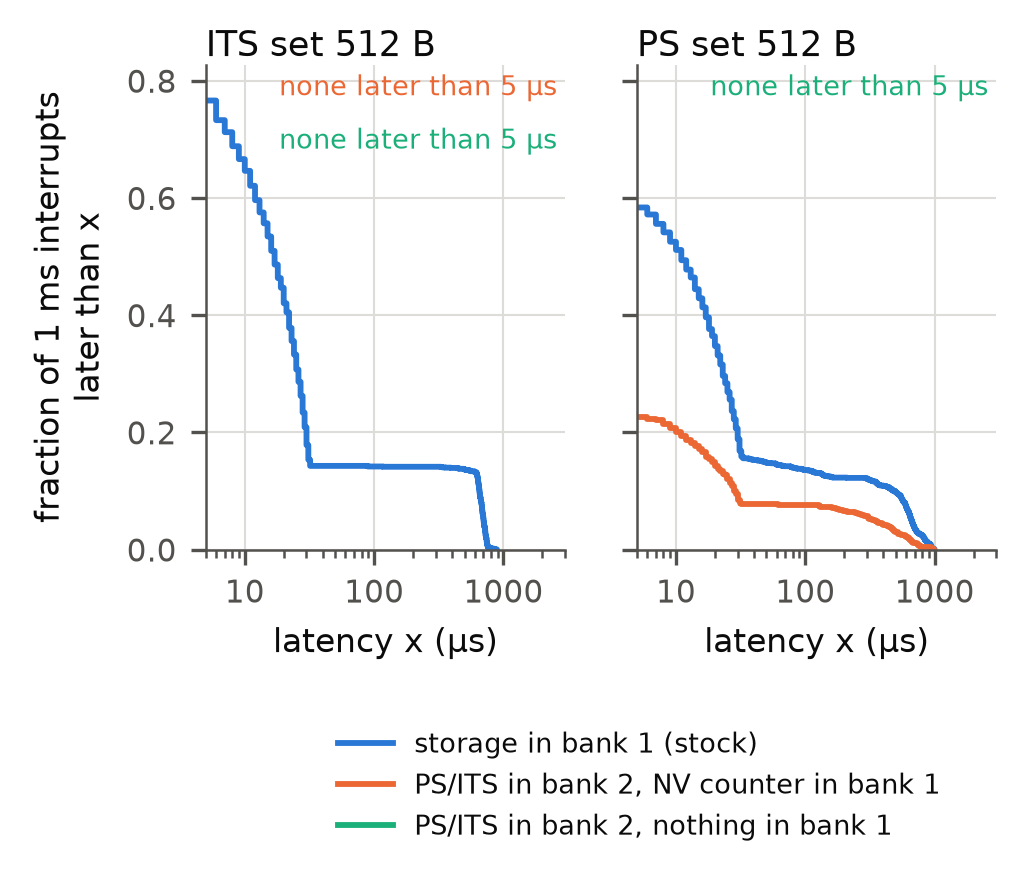 ITS set 512 B
PS set 512 B
none later than 5 µs
none later than 5 µs
none later than 5 µs
fraction of 1 ms interrupts
later than x
0.8
0.6
0.4
0.2
0.0
10 100 1000
10 100 1000
latency x (µs)
latency x (µs)
storage in bank 1 (stock)
PS/ITS in bank 2, NV counter in bank 1
PS/ITS in bank 2, nothing in bank 1